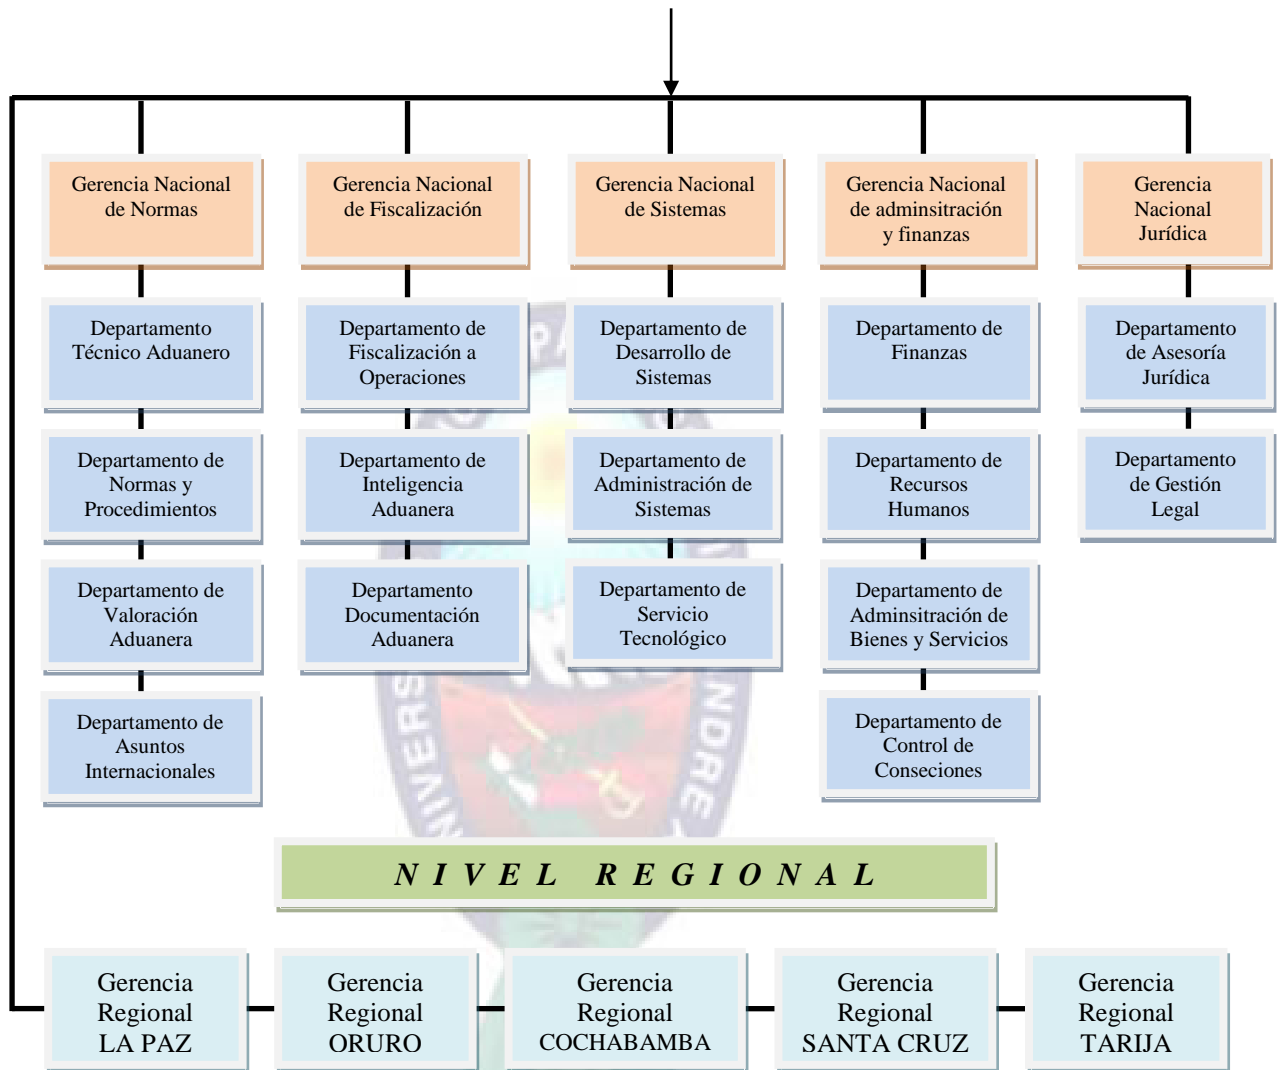 Gerencia Nacional
de Normas
Gerencia Nacional
de Fiscalización
Gerencia Nacional
de Sistemas
Gerencia Nacional
de adminsitración
y finanzas
Gerencia
Nacional
Jurídica
Departamento
Técnico Aduanero
Departamento de
Fiscalización a
Operaciones
Departamento de
Desarrollo de
Sistemas
Departamento de
Finanzas
Departamento
de Asesoría
Jurídica
Departamento de
Normas y
Procedimientos
Departamento de
Inteligencia
Aduanera
Departamento de
Administración de
Sistemas
Departamento de
Recursos
Humanos
Departamento
de Gestión
Legal
Departamento de
Valoración
Aduanera
Departamento
Documentación
Aduanera
Departamento de
Servicio
Tecnológico
Departamento de
Adminsitración de
Bienes y Servicios
Departamento de
Asuntos
Internacionales
Departamento de
Control de
Conseciones
NIVEL REGIONAL
Gerencia
Regional
LA PAZ
Gerencia
Regional
ORURO
Gerencia
Regional
COCHABAMBA
Gerencia
Regional
SANTA CRUZ
Gerencia
Regional
TARIJA